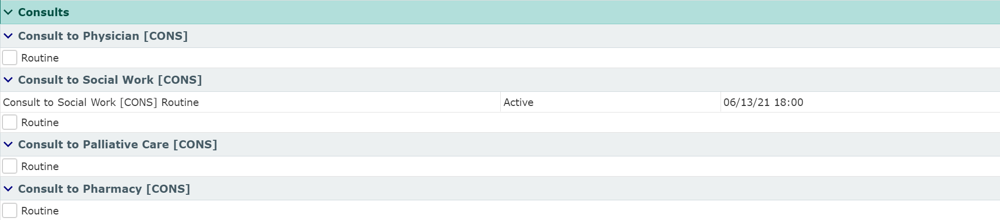 Consults
Consult to Physician [CONS]
Routine
Consult to Social Work [CONS]
Consult to Social Work [CONS] Routine Active 06/13/21 18:00
Routine
Consult to Palliative Care [CONS]
Routine
Consult to Pharmacy [CONS]
Routine